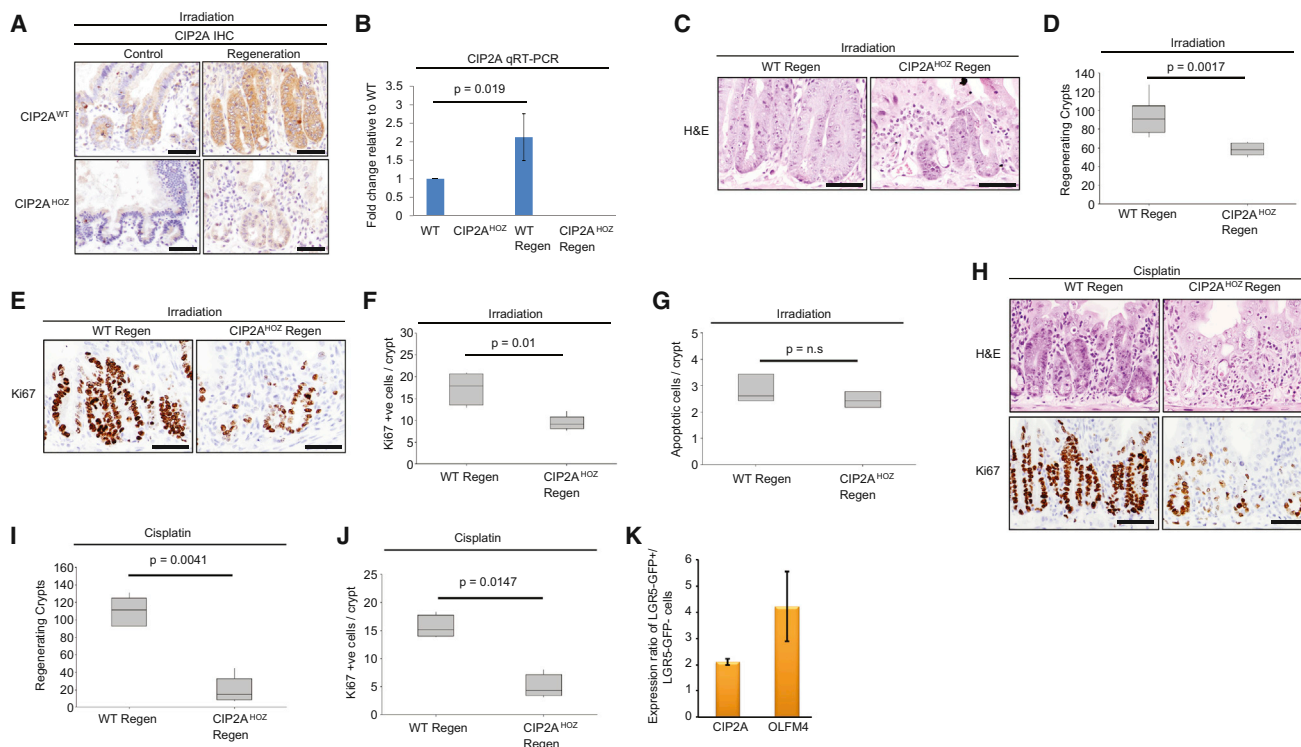 A
Irradiation
CIP2A IHC
Control Regeneration
CIP2A^WT
CIP2A^HOZ
B
CIP2A qRT-PCR
p = 0.019
Fold change relative to WT
3.5
3
2.5
2
1.5
1
0.5
0
WT CIP2A^HOZ WT Regen CIP2A^HOZ Regen
C
Irradiation
WT Regen CIP2A^HOZ Regen
H&E
D
Irradiation
p = 0.0017
Regenerating Crypts
140
120
100
80
60
40
20
0
WT Regen CIP2A^HOZ Regen
E
Irradiation
WT Regen CIP2A^HOZ Regen
Ki67
F
Irradiation
p = 0.01
Ki67 +ve cells / crypt
30
25
20
15
10
5
0
WT Regen CIP2A^HOZ Regen
G
Irradiation
p = n.s
Apoptotic cells / crypt
6
5
4
3
2
1
0
WT Regen CIP2A^HOZ Regen
H
Cisplatin
WT Regen CIP2A^HOZ Regen
H&E
Ki67
I
Cisplatin
p = 0.0041
Regenerating Crypts
160
140
120
100
80
60
40
20
0
WT Regen CIP2A^HOZ Regen
J
Cisplatin
p = 0.0147
Ki67 +ve cells / crypt
25
20
15
10
5
0
WT Regen CIP2A^HOZ Regen
K
Expression ratio of LGR5-GFP+/
LGR5-GFP- cells
6
5
4
3
2
1
0
CIP2A OLFM4